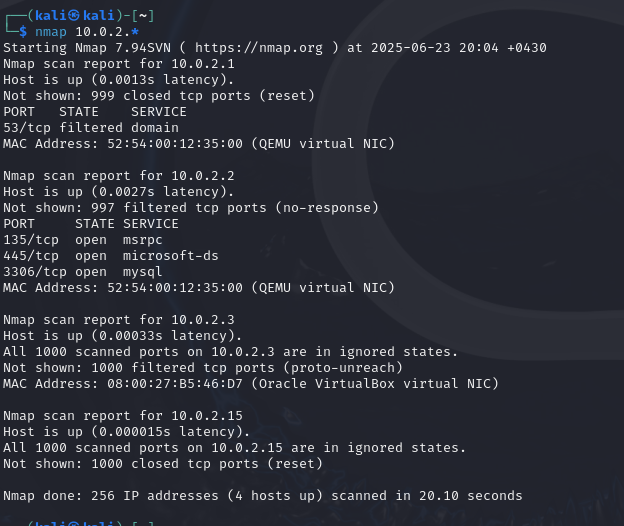 ┌──(kali㉿kali)-[~]
└─$ nmap 10.0.2.*
Starting Nmap 7.94SVN ( https://nmap.org ) at 2025-06-23 20:04 +0430
Nmap scan report for 10.0.2.1
Host is up (0.0013s latency).
Not shown: 999 closed tcp ports (reset)
PORT   STATE    SERVICE
53/tcp filtered domain
MAC Address: 52:54:00:12:35:00 (QEMU virtual NIC)
Nmap scan report for 10.0.2.2
Host is up (0.0027s latency).
Not shown: 997 filtered tcp ports (no-response)
PORT     STATE SERVICE
135/tcp  open  msrpc
445/tcp  open  microsoft-ds
3306/tcp open  mysql
MAC Address: 52:54:00:12:35:00 (QEMU virtual NIC)
Nmap scan report for 10.0.2.3
Host is up (0.00033s latency).
All 1000 scanned ports on 10.0.2.3 are in ignored states.
Not shown: 1000 filtered tcp ports (proto-unreach)
MAC Address: 08:00:27:B5:46:D7 (Oracle VirtualBox virtual NIC)
Nmap scan report for 10.0.2.15
Host is up (0.000015s latency).
All 1000 scanned ports on 10.0.2.15 are in ignored states.
Not shown: 1000 closed tcp ports (reset)
Nmap done: 256 IP addresses (4 hosts up) scanned in 20.10 seconds
(kali㉿kali)-[~]